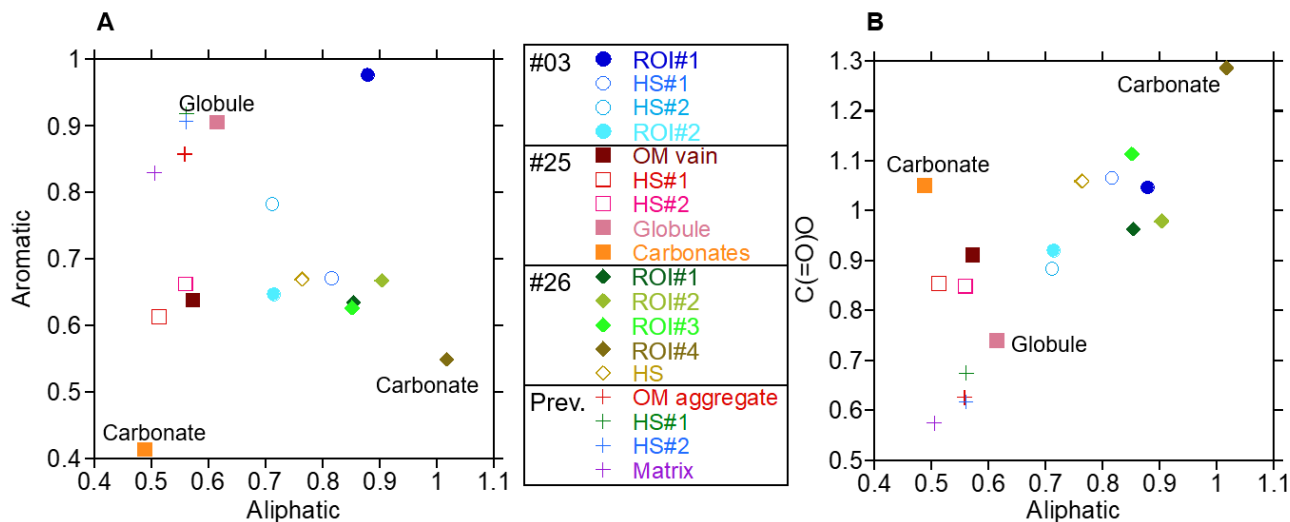 A
Aromatic
1
0.9
0.8
0.7
0.6
0.5
0.4
0.4 0.5 0.6 0.7 0.8 0.9 1 1.1
Aliphatic
Globule
Carbonate
Carbonate
#03 ROI#1
HS#1
HS#2
ROI#2
#25 OM vain
HS#1
HS#2
Globule
Carbonates
#26 ROI#1
ROI#2
ROI#3
ROI#4
HS
Prev. OM aggregate
HS#1
HS#2
Matrix
B
C(=O)O
1.3
1.2
1.1
1
0.9
0.8
0.7
0.6
0.5
0.4 0.5 0.6 0.7 0.8 0.9 1 1.1
Aliphatic
Carbonate
Carbonate
Globule